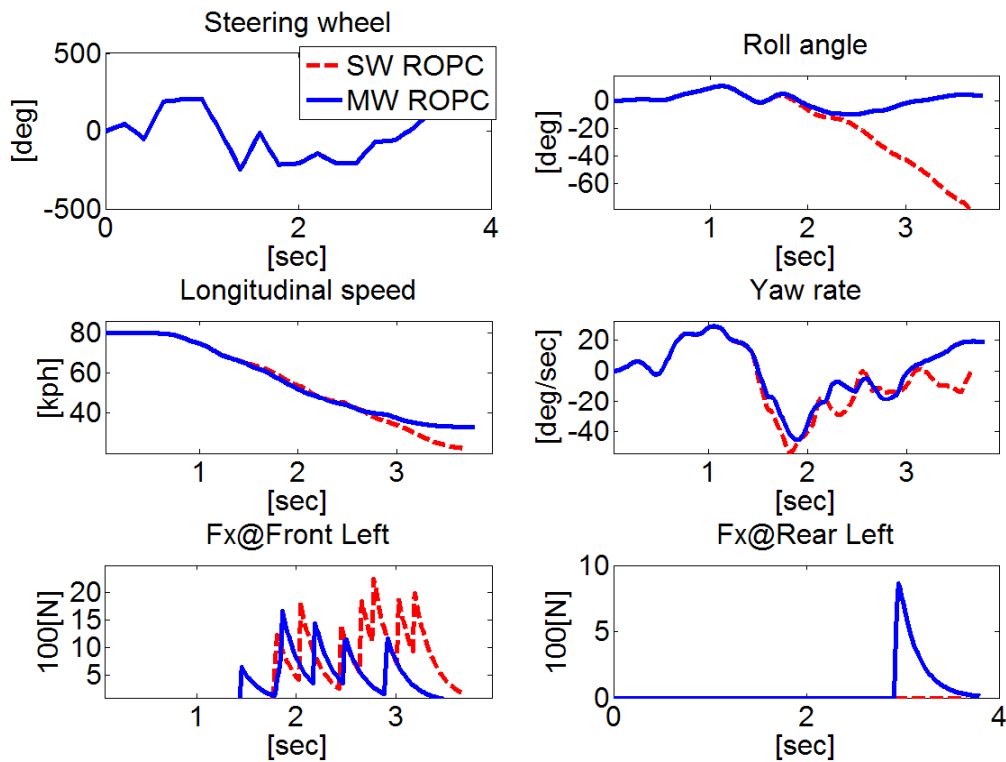 Steering wheel
500
0
-500
[deg]
SW ROPC
MW ROPC
0
2
4
[sec]
Roll angle
0
-20
-40
-60
[deg]
1
2
3
[sec]
Longitudinal speed
80
60
40
[kph]
1
2
3
[sec]
Yaw rate
20
0
-20
-40
[deg/sec]
1
2
3
[sec]
Fx@Front Left
20
15
10
5
100[N]
1
2
3
[sec]
Fx@Rear Left
10
5
0
100[N]
0
2
4
[sec]